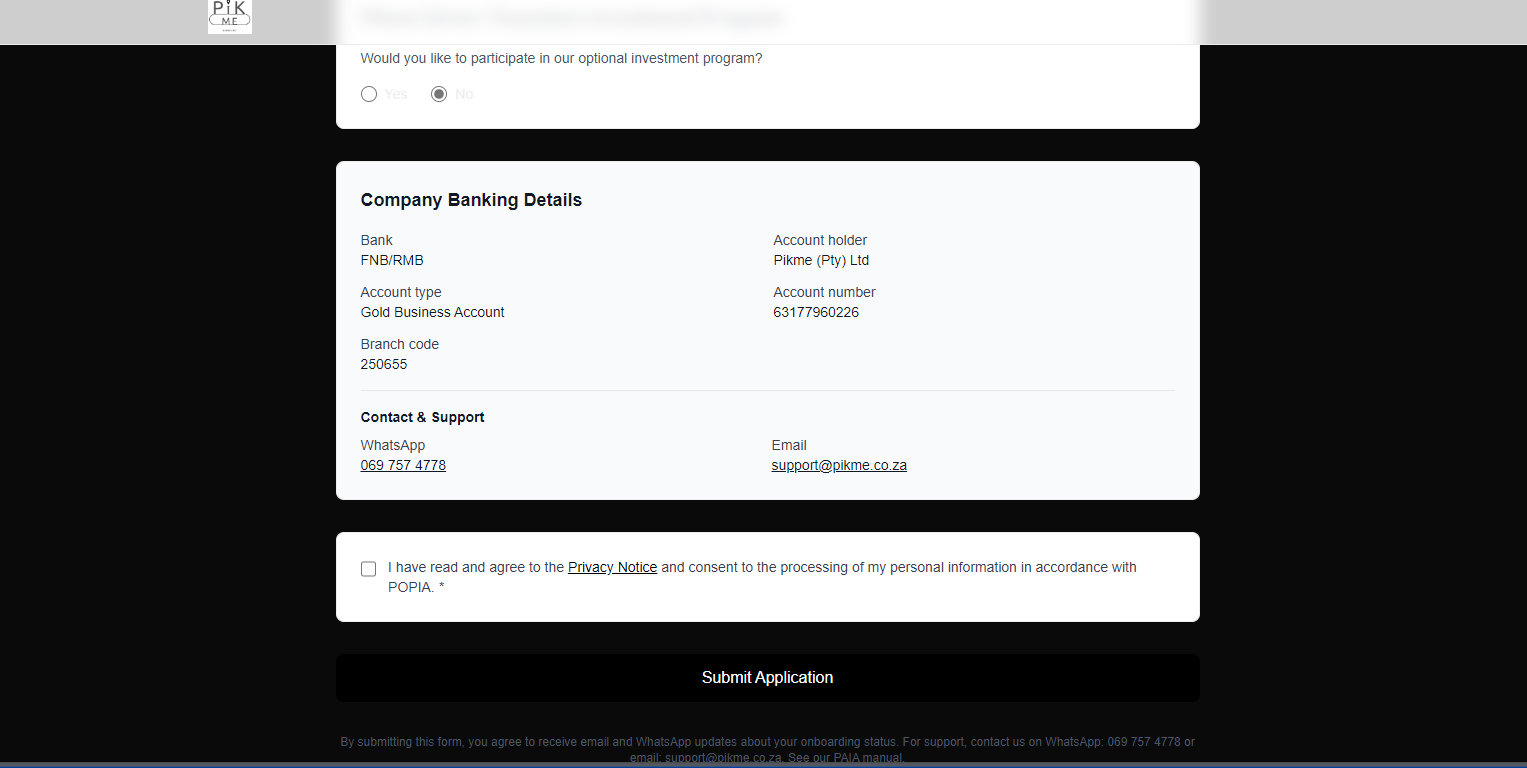 PiK
ME
Would you like to participate in our optional investment program?
Yes No
Company Banking Details
Bank Account holder
FNB/RMB Pikme (Pty) Ltd
Account type Account number
Gold Business Account 63177960226
Branch code
250655
Contact & Support
WhatsApp Email
069 757 4778 support@pikme.co.za
I have read and agree to the Privacy Notice and consent to the processing of my personal information in accordance with
POPIA. *
Submit Application
By submitting this form, you agree to receive email and WhatsApp updates about your onboarding status. For support, contact us on WhatsApp: 069 757 4778 or
email: support@pikme.co.za. See our PAIA manual.